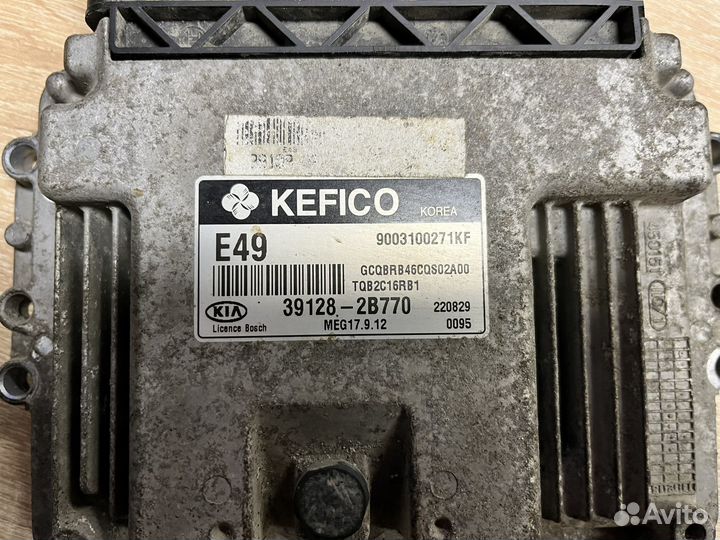 KEFICO KOREA
E49 9003100271KF
GCQBRB46CQS02A00
TQB2C16RB1
KIA 39128-2B770 220829
Licence Bosch MEG17.9.12 0095
Avito